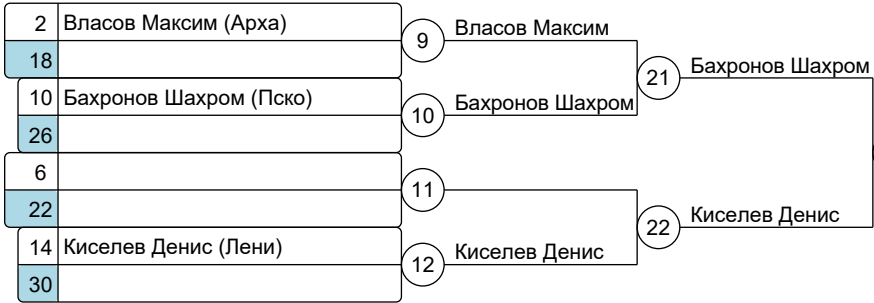 2 Власов Максим (Арха)
18
9 Власов Максим
10 Бахронов Шахром (Пско)
26
10 Бахронов Шахром
21 Бахронов Шахром
6
22
11
14 Киселев Денис (Лени)
30
12 Киселев Денис
22 Киселев Денис